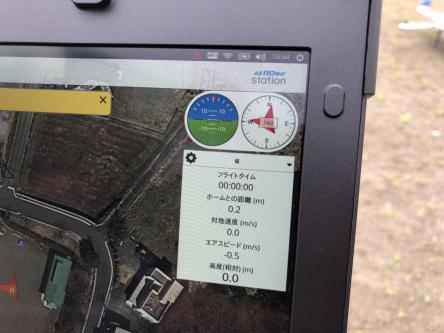 10:54
AEROBO
station
×
10 10
-10 -10
N
E
S
W
値
フライトタイム
00:00:00
ホームとの距離 (m)
0.2
対地速度 (m/s)
0.0
エアスピード (m/s)
-0.5
高度(相対) (m)
0.0